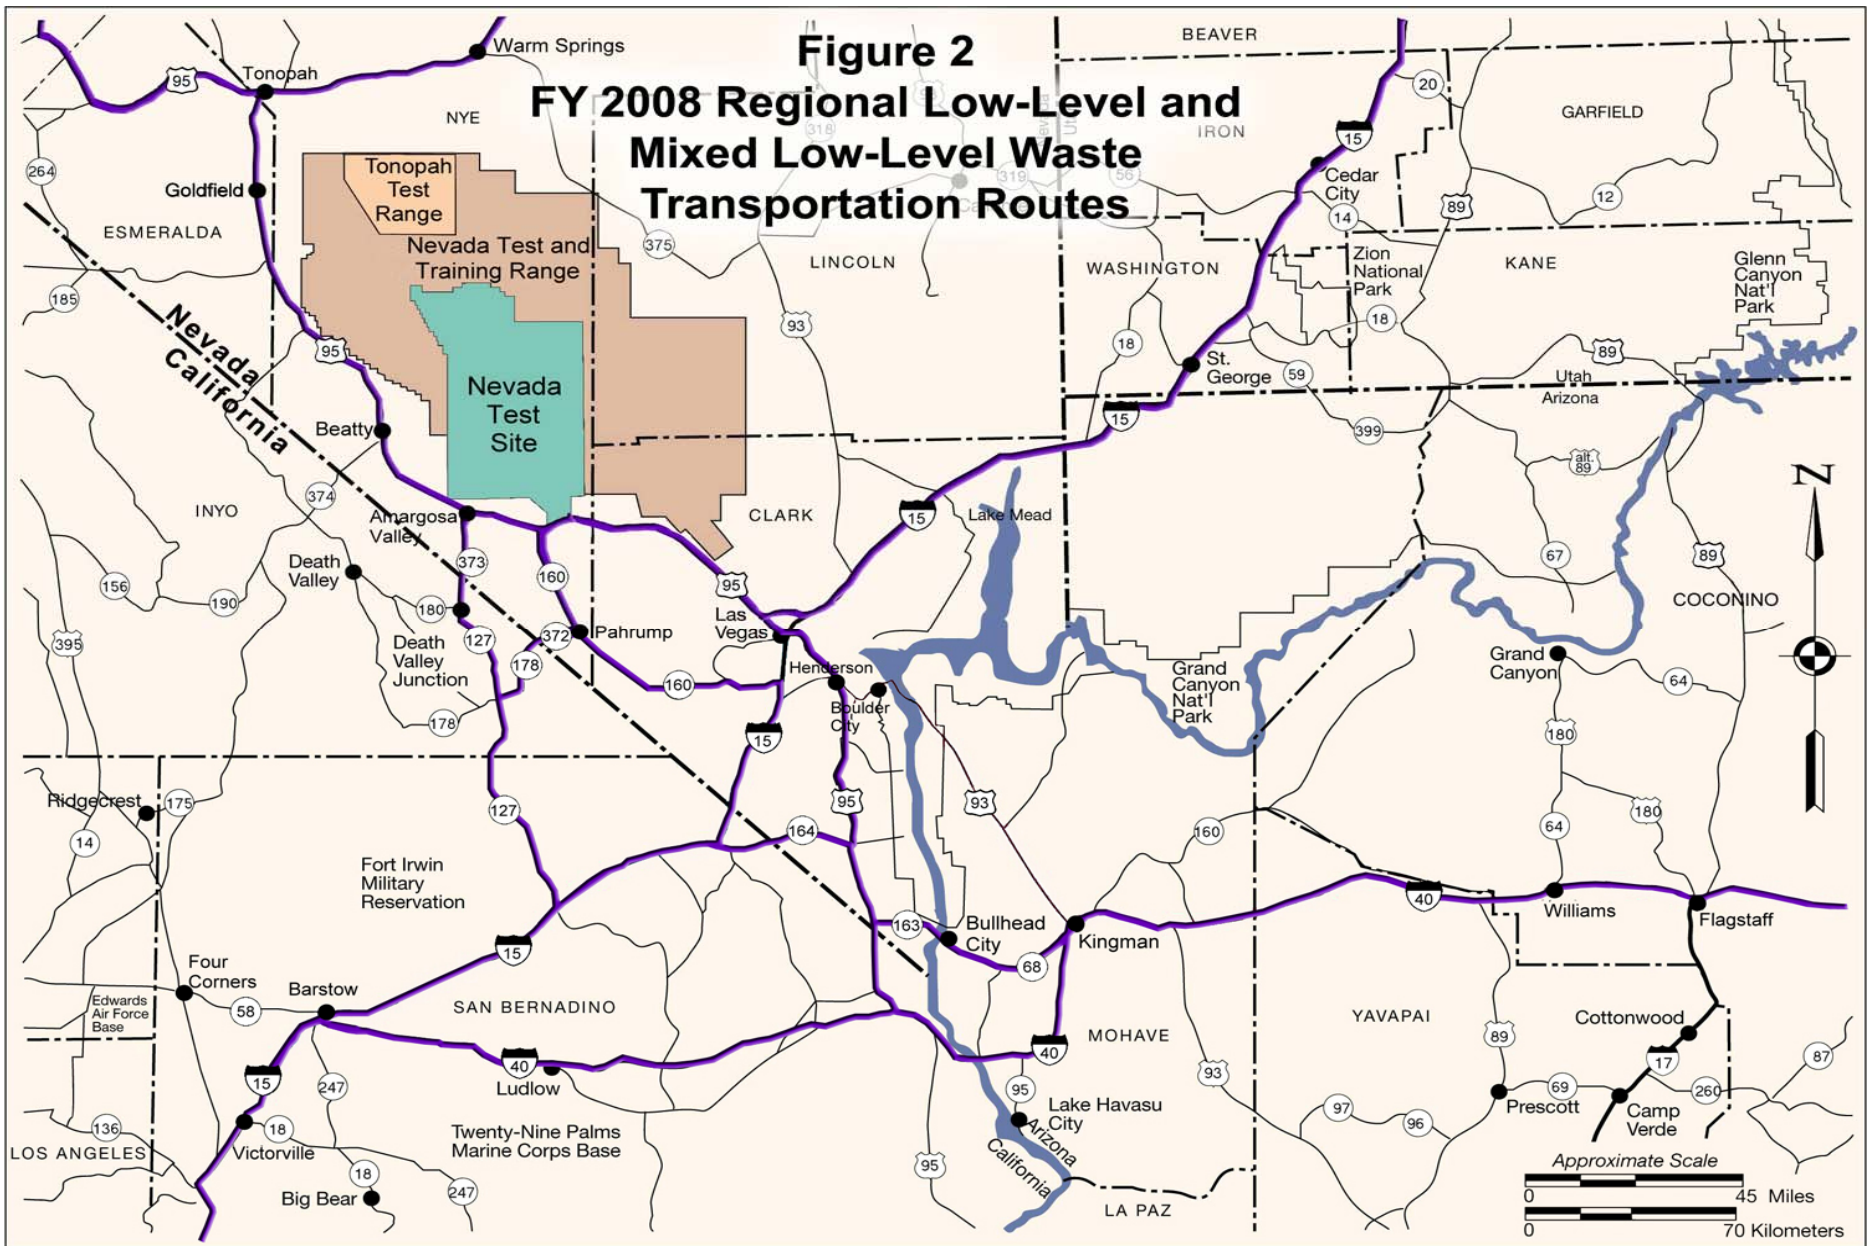 Figure 2
FY 2008 Regional Low-Level and
Mixed Low-Level Waste
Transportation Routes
Warm Springs
BEAVER
95
Tonopah
20
NYE
318
Nevada
Utah
IRON
15
GARFIELD
264
Tonopah
Test
Range
319
56
Cedar
City
12
Goldfield
14
89
ESMERALDA
Nevada Test and
Training Range
375
LINCOLN
WASHINGTON
Zion
National
Park
KANE
Glenn
Canyon
Nat'l
Park
185
Nevada
California
95
93
18
18
89
Nevada
Test
Site
St.
George
59
Utah
Arizona
15
Beatty
399
alt.
89
N
374
INYO
Amargosa
Valley
CLARK
15
Lake Mead
Death
Valley
373
160
95
67
89
156
190
180
Las
Vegas
COCONINO
395
127
372
Pahrump
Death
Valley
Junction
178
160
Henderson
Grand
Canyon
Nat'l
Park
Grand
Canyon
64
178
Boulder
City
15
180
Ridgecrest
175
127
95
93
164
160
64
180
14
Fort Irwin
Military
Reservation
40
Williams
Flagstaff
163
Bullhead
City
Kingman
15
68
Four
Corners
Barstow
Edwards
Air Force
Base
58
SAN BERNADINO
YAVAPAI
Cottonwood
MOHAVE
89
40
40
17
87
15
247
Ludlow
95
93
69
260
Prescott
Camp
Verde
Lake Havasu
City
97
96
136
18
LOS ANGELES
Victorville
Twenty-Nine Palms
Marine Corps Base
Arizona
California
95
18
Big Bear
247
LA PAZ
Approximate Scale
0 45 Miles
0 70 Kilometers